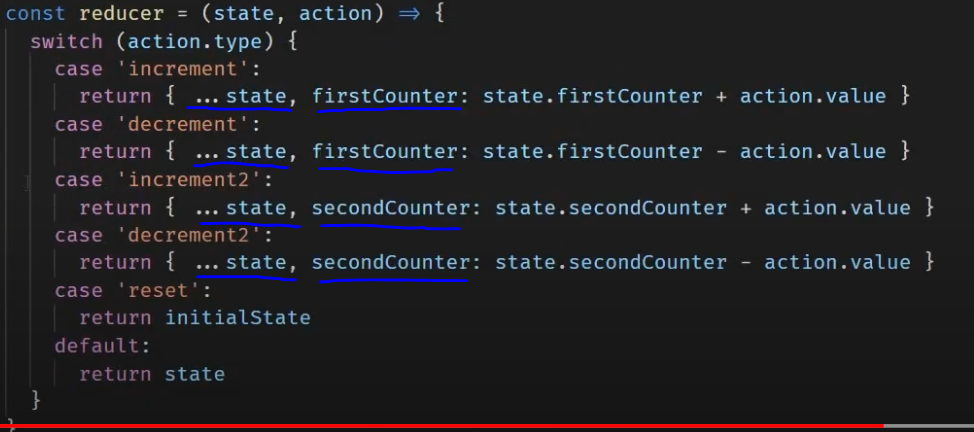 const reducer = (state, action) => {
switch (action.type) {
case 'increment':
return { ...state, firstCounter: state.firstCounter + action.value }
case 'decrement':
return { ...state, firstCounter: state.firstCounter - action.value }
case 'increment2':
return { ...state, secondCounter: state.secondCounter + action.value }
case 'decrement2':
return { ...state, secondCounter: state.secondCounter - action.value }
case 'reset':
return initialState
default:
return state
}
}